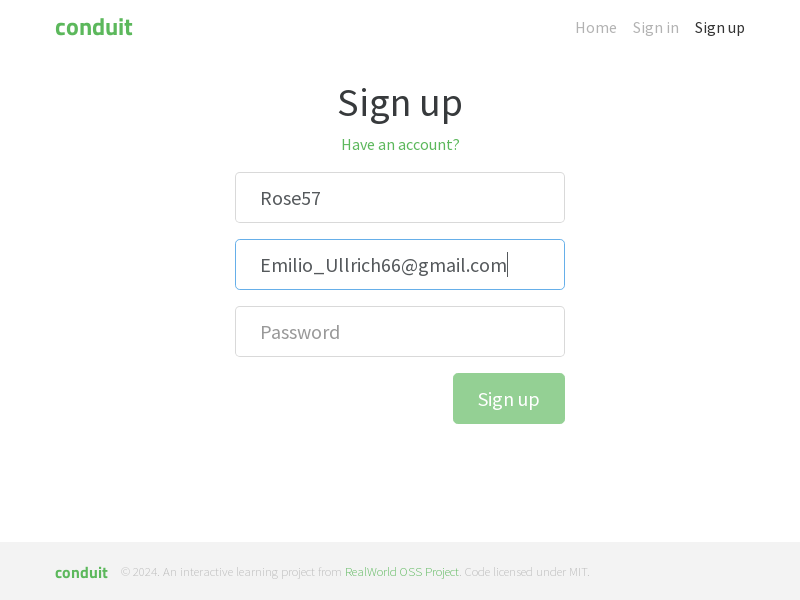 conduit
Home Sign in Sign up
Sign up
Have an account?
Rose57
Emilio_Ullrich66@gmail.com
Password
Sign up
conduit © 2024. An interactive learning project from RealWorld OSS Project. Code licensed under MIT.